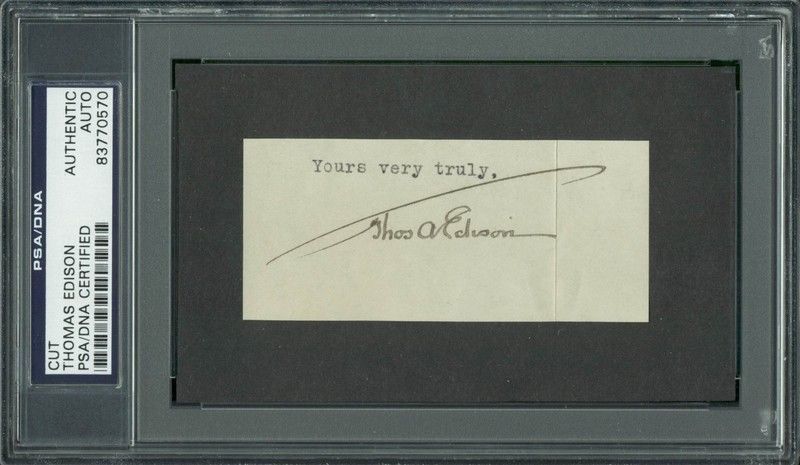 PSA/DNA
CUT
THOMAS EDISON
PSA/DNA CERTIFIED
AUTHENTIC
AUTO
83770570
Yours very truly,
Thos A Edison